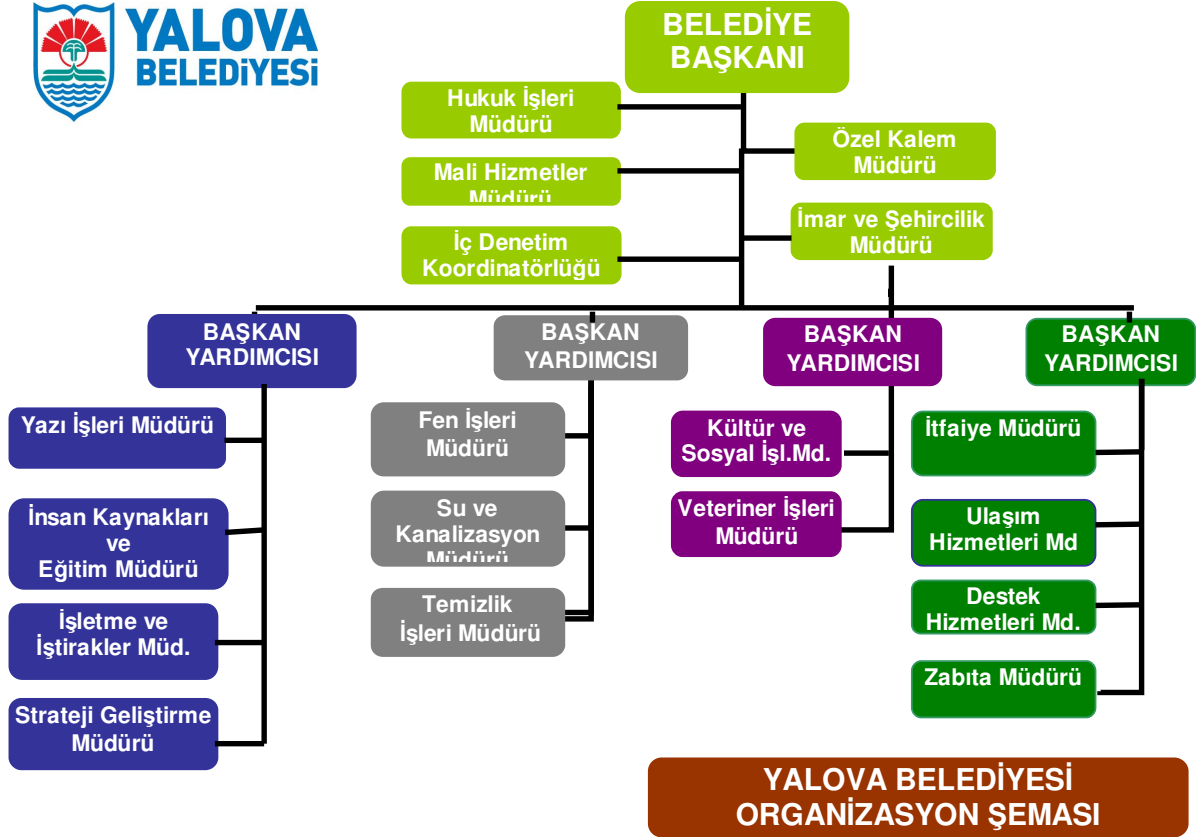 YALOVA
BELEDİYESİ
BELEDİYE
BAŞKANI
Hukuk İşleri
Müdürü
Özel Kalem
Müdürü
Mali Hizmetler
Müdürü
İmar ve Şehircilik
Müdürü
İç Denetim
Koordinatörlüğü
BAŞKAN
YARDIMCISI
BAŞKAN
YARDIMCISI
BAŞKAN
YARDIMCISI
BAŞKAN
YARDIMCISI
Yazı İşleri Müdürü
İnsan Kaynakları
ve
Eğitim Müdürü
İşletme ve
İştirakler Müd.
Strateji Geliştirme
Müdürü
Fen İşleri
Müdürü
Su ve
Kanalizasyon
Müdürü
Temizlik
İşleri Müdürü
Kültür ve
Sosyal İşl.Md.
Veteriner İşleri
Müdürü
İtfaiye Müdürü
Ulaşım
Hizmetleri Md
Destek
Hizmetleri Md.
Zabıta Müdürü
YALOVA BELEDİYESİ
ORGANİZASYON ŞEMASI